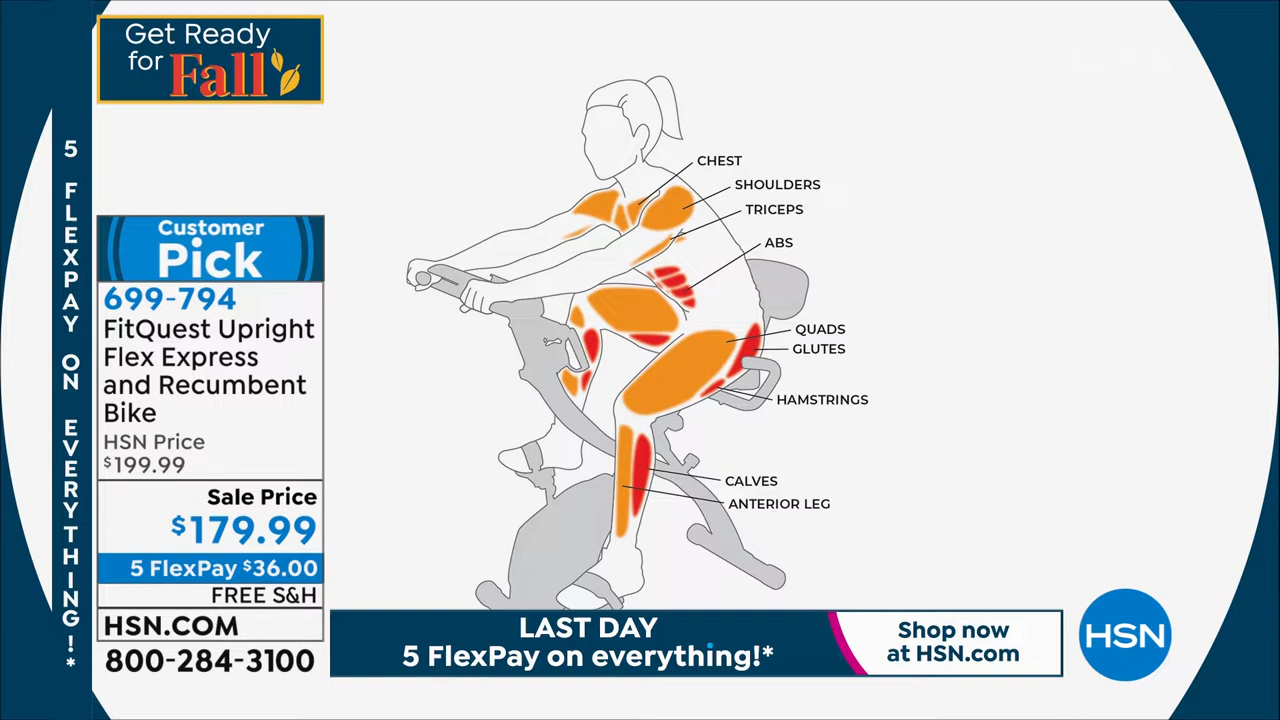 Get Ready
for Fall
5 FLEXPAY ON EVERYTHING!*
Customer
Pick
699-794
FitQuest Upright
Flex Express
and Recumbent
Bike
HSN Price
$199.99
Sale Price
$179.99
5 FlexPay $36.00
FREE S&H
HSN.COM
800-284-3100
CHEST
SHOULDERS
TRICEPS
ABS
QUADS
GLUTES
HAMSTRINGS
CALVES
ANTERIOR LEG
LAST DAY
5 FlexPay on everything!*
Shop now
at HSN.com
HSN